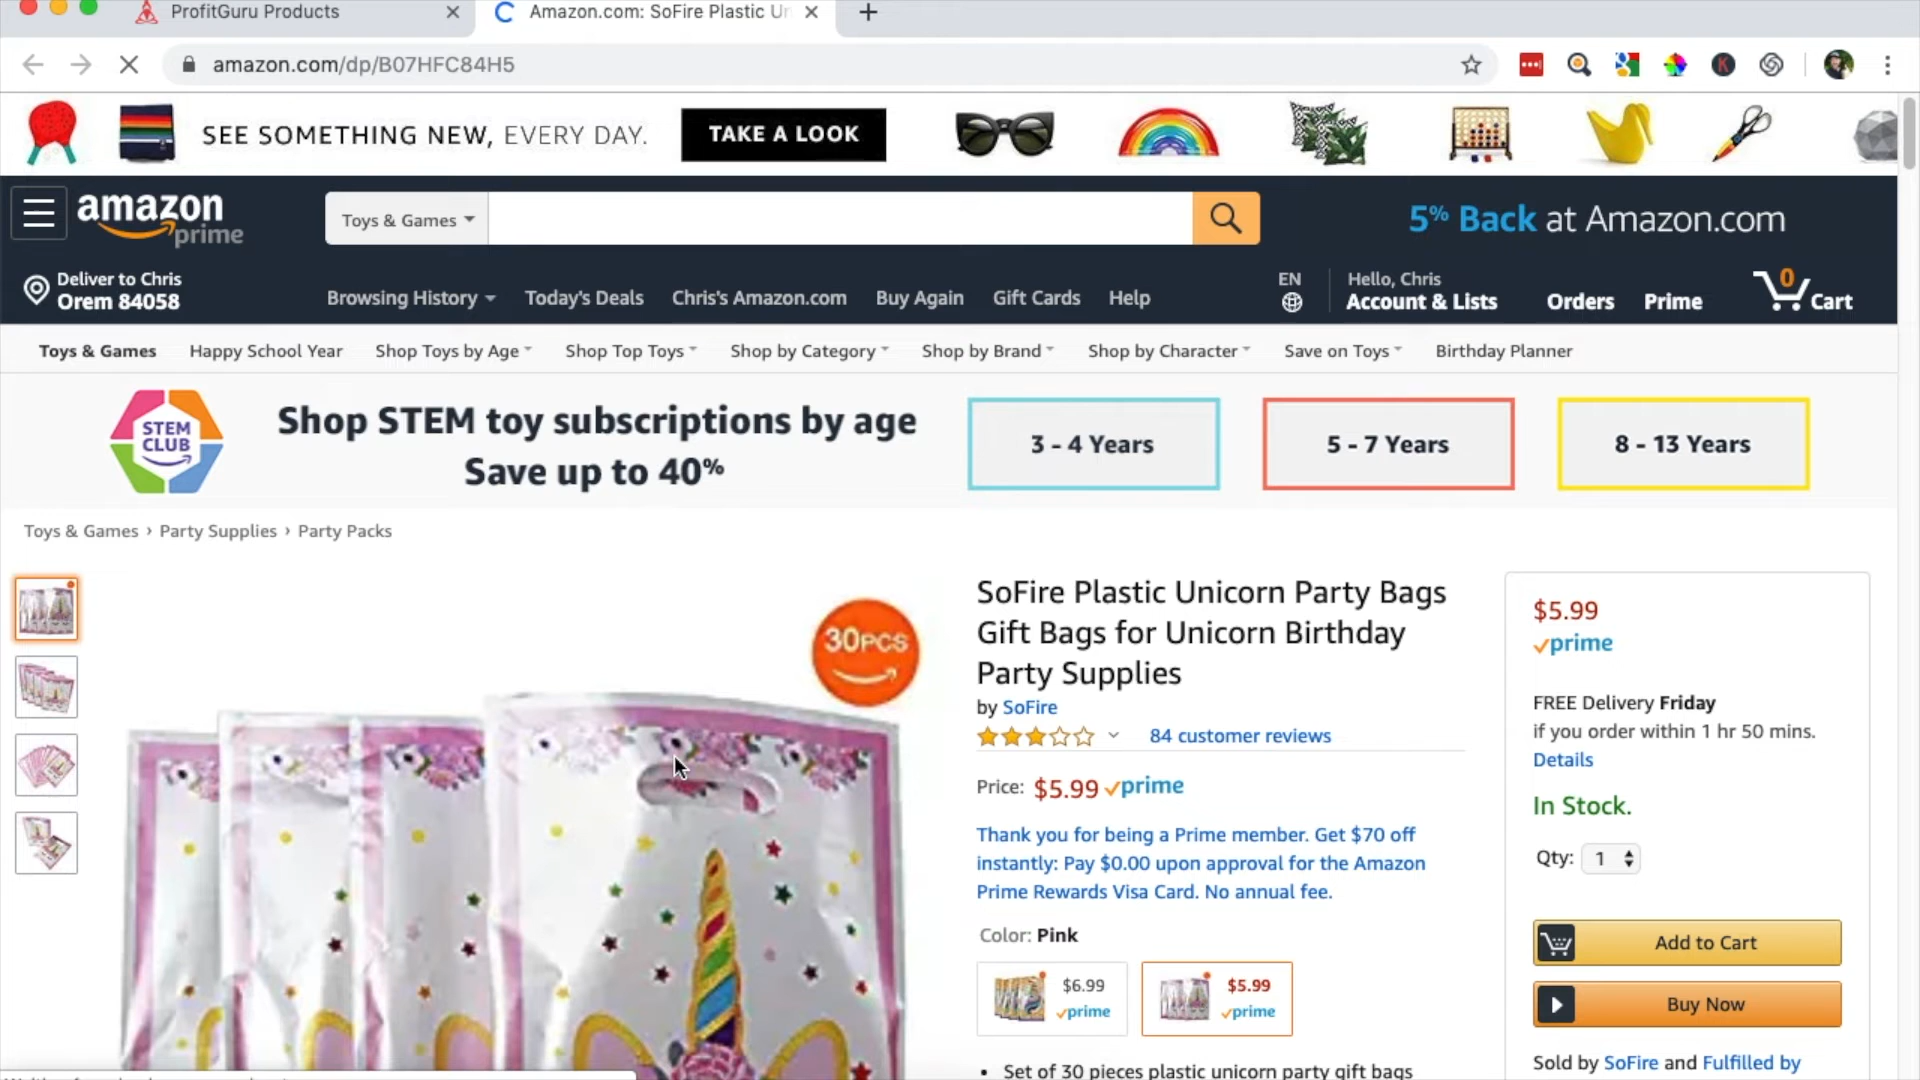 ProfitGuru Products
Amazon.com: SoFire Plastic Un
amazon.com/dp/B07HFC84H5
SEE SOMETHING NEW, EVERY DAY.
TAKE A LOOK
amazon
prime
Toys & Games
5% Back at Amazon.com
Deliver to Chris
Orem 84058
Browsing History
Today's Deals
Chris's Amazon.com
Buy Again
Gift Cards
Help
EN
Hello, Chris
Account & Lists
Orders
Prime
0
Cart
Toys & Games
Happy School Year
Shop Toys by Age
Shop Top Toys
Shop by Category
Shop by Brand
Shop by Character
Save on Toys
Birthday Planner
STEM
CLUB
Shop STEM toy subscriptions by age
Save up to 40%
3 - 4 Years
5 - 7 Years
8 - 13 Years
Toys & Games › Party Supplies › Party Packs
30PCS
SoFire Plastic Unicorn Party Bags
Gift Bags for Unicorn Birthday
Party Supplies
by SoFire
84 customer reviews
Price: $5.99 prime
Thank you for being a Prime member. Get $70 off
instantly: Pay $0.00 upon approval for the Amazon
Prime Rewards Visa Card. No annual fee.
Color: Pink
$6.99
prime
$5.99
prime
• Set of 30 pieces plastic unicorn party gift bags
$5.99
prime
FREE Delivery Friday
if you order within 1 hr 50 mins.
Details
In Stock.
Qty: 1
Add to Cart
Buy Now
Sold by SoFire and Fulfilled by